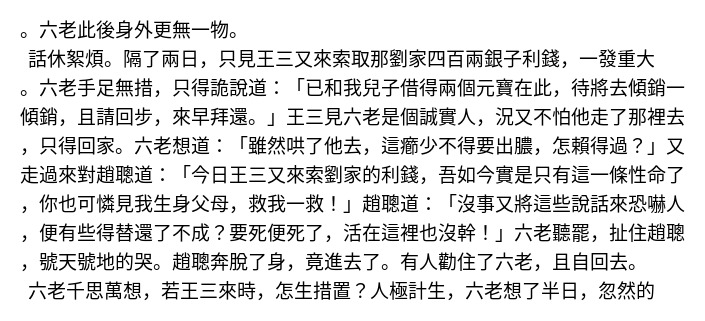 。六老此後身外更無一物。
話休絮煩。隔了兩日，只見王三又來索取那劉家四百兩銀子利錢，一發重大
。六老手足無措，只得詭說道：「已和我兒子借得兩個元寶在此，待將去傾銷一
傾銷，且請回步，來早拜還。」王三見六老是個誠實人，況又不怕他走了那裡去
，只得回家。六老想道：「雖然哄了他去，這癤少不得要出膿，怎賴得過？」又
走過來對趙聰道：「今日王三又來索劉家的利錢，吾如今實是只有這一條性命了
，你也可憐見我生身父母，救我一救！」趙聰道：「沒事又將這些說話來恐嚇人
，便有些得替還了不成？要死便死了，活在這裡也沒幹！」六老聽罷，扯住趙聰
，號天號地的哭。趙聰奔脫了身，竟進去了。有人勸住了六老，且自回去。
六老千思萬想，若王三來時，怎生措置？人極計生，六老想了半日，忽然的